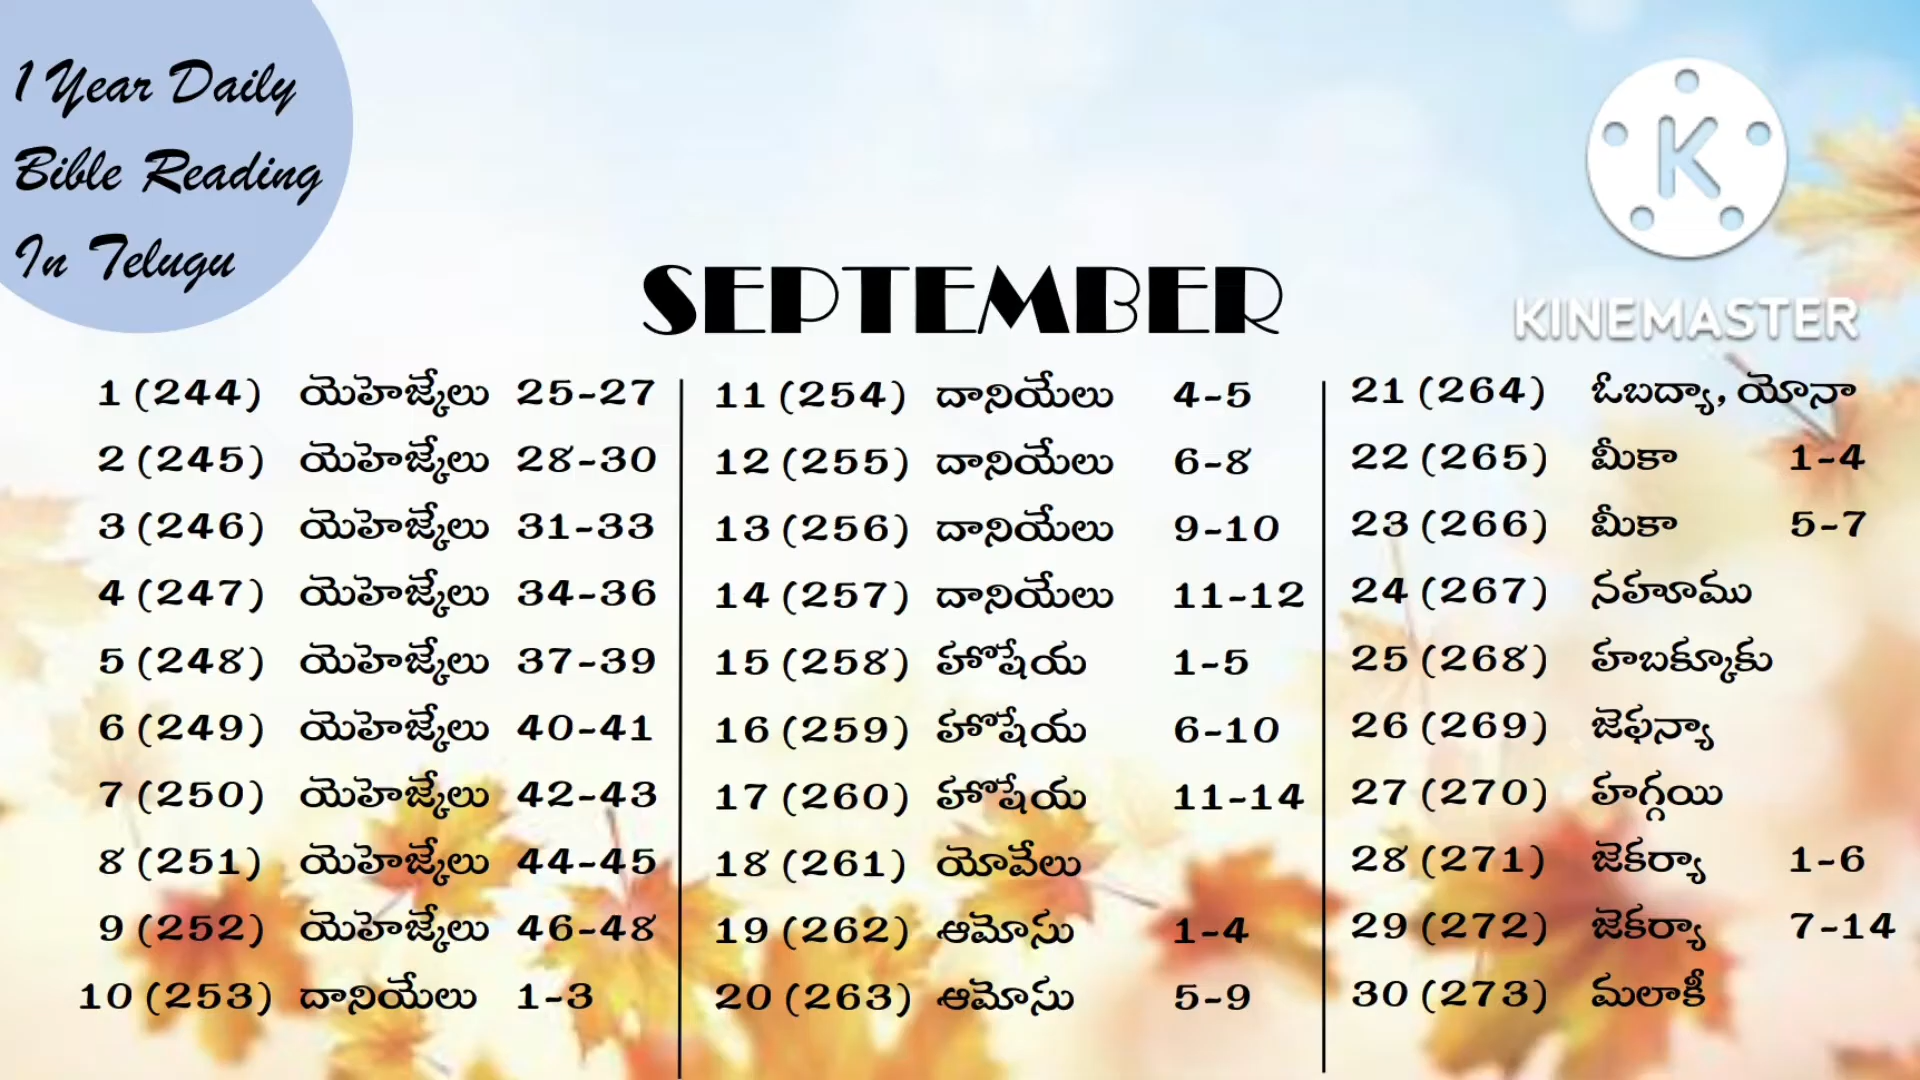 1 Year Daily
Bible Reading
In Telugu
KINEMASTER
SEPTEMBER
1 (244) యెహెజ్కేలు 25-27
2 (245) యెహెజ్కేలు 28-30
3 (246) యెహెజ్కేలు 31-33
4 (247) యెహెజ్కేలు 34-36
5 (248) యెహెజ్కేలు 37-39
6 (249) యెహెజ్కేలు 40-41
7 (250) యెహెజ్కేలు 42-43
8 (251) యెహెజ్కేలు 44-45
9 (252) యెహెజ్కేలు 46-48
10 (253) దానియేలు 1-3
11 (254) దానియేలు 4-5
12 (255) దానియేలు 6-8
13 (256) దానియేలు 9-10
14 (257) దానియేలు 11-12
15 (258) హొషేయ 1-5
16 (259) హొషేయ 6-10
17 (260) హొషేయ 11-14
18 (261) యోవేలు
19 (262) ఆమోసు 1-4
20 (263) ఆమోసు 5-9
21 (264) ఓబద్యా, యోనా
22 (265) మీకా 1-4
23 (266) మీకా 5-7
24 (267) నహూము
25 (268) హబక్కూకు
26 (269) జెఫన్యా
27 (270) హగ్గయి
28 (271) జెకర్యా 1-6
29 (272) జెకర్యా 7-14
30 (273) మలాకీ